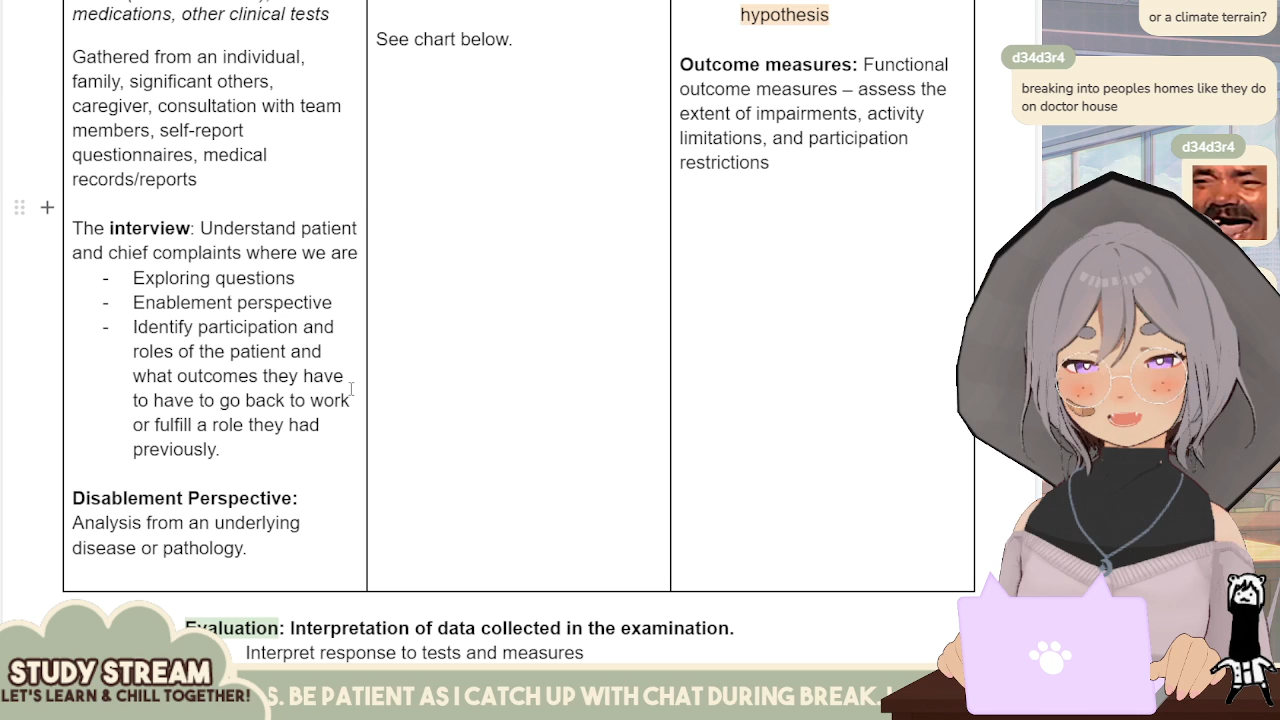 medications, other clinical tests
Gathered from an individual,
family, significant others,
caregiver, consultation with team
members, self-report
questionnaires, medical
records/reports
The interview: Understand patient
and chief complaints where we are
- Exploring questions
- Enablement perspective
- Identify participation and
roles of the patient and
what outcomes they have
to have to go back to work
or fulfill a role they had
previously.
Disablement Perspective:
Analysis from an underlying
disease or pathology.
See chart below.
hypothesis
Outcome measures: Functional
outcome measures – assess the
extent of impairments, activity
limitations, and participation
restrictions
Evaluation: Interpretation of data collected in the examination.
Interpret response to tests and measures
or a climate terrain?
d34d3r4
breaking into peoples homes like they do
on doctor house
d34d3r4
STUDY STREAM
LET'S LEARN & CHILL TOGETHER!
S. BE PATIENT AS I CATCH UP WITH CHAT DURING BREAK.